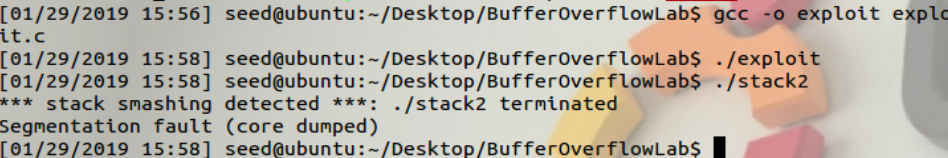 [01/29/2019 15:56] seed@ubuntu:~/Desktop/BufferOverflowLab$ gcc -o exploit explo
it.c
[01/29/2019 15:58] seed@ubuntu:~/Desktop/BufferOverflowLab$ ./exploit
[01/29/2019 15:58] seed@ubuntu:~/Desktop/BufferOverflowLab$ ./stack2
*** stack smashing detected ***: ./stack2 terminated
Segmentation fault (core dumped)
[01/29/2019 15:58] seed@ubuntu:~/Desktop/BufferOverflowLab$